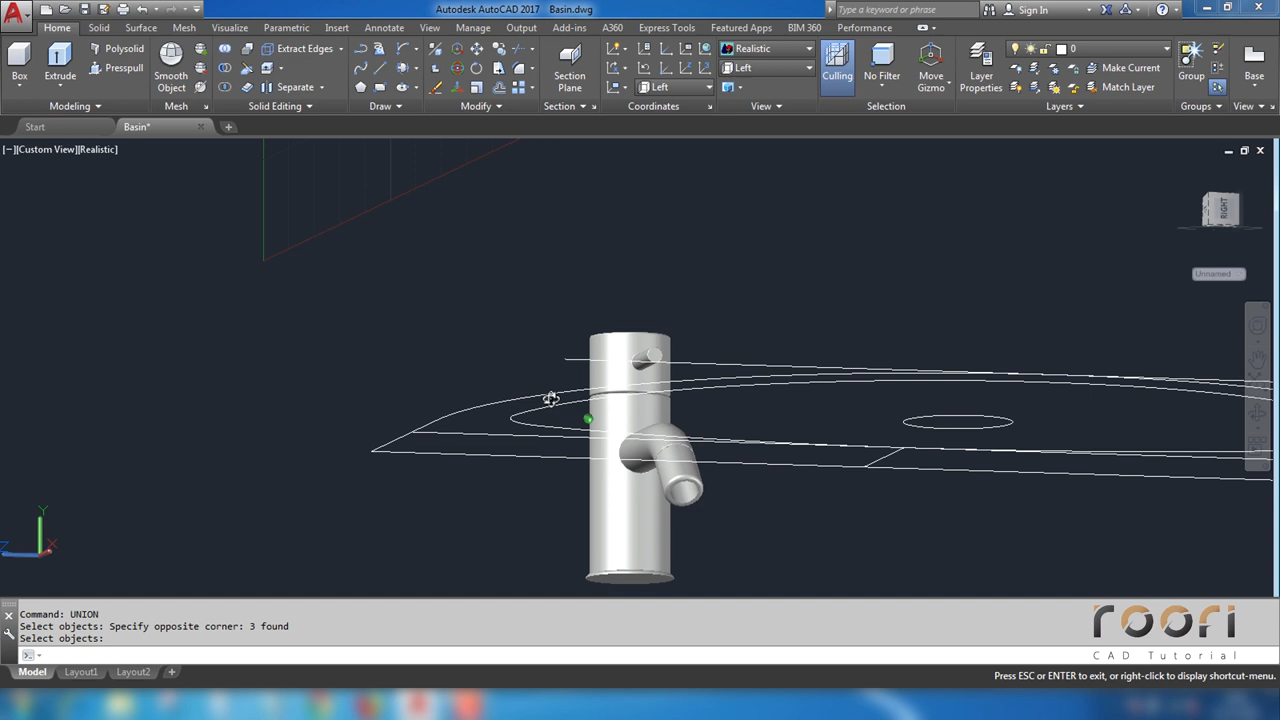 Autodesk AutoCAD 2017 Basin.dwg
Type a keyword or phrase
Sign In
Home Solid Surface Mesh Parametric Insert Annotate View Manage Output Add-ins A360 Express Tools Featured Apps BIM 360 Performance
Box
Extrude
Polysolid
Presspull
Smooth Object
Extract Edges
Separate
Section Plane
Left
Realistic
Left
Culling
No Filter
Move Gizmo
Layer Properties
0
Make Current
Match Layer
Group
Base
Modeling Mesh Solid Editing Draw Modify Section Coordinates View Selection Layers Groups View
Start Basin*
[−][Custom View][Realistic]
RIGHT
Unnamed
Y
X
Z
Command: UNION
Select objects: Specify opposite corner: 3 found
Select objects:
roori
CAD Tutorial
Model Layout1 Layout2
Press ESC or ENTER to exit, or right-click to display shortcut-menu.